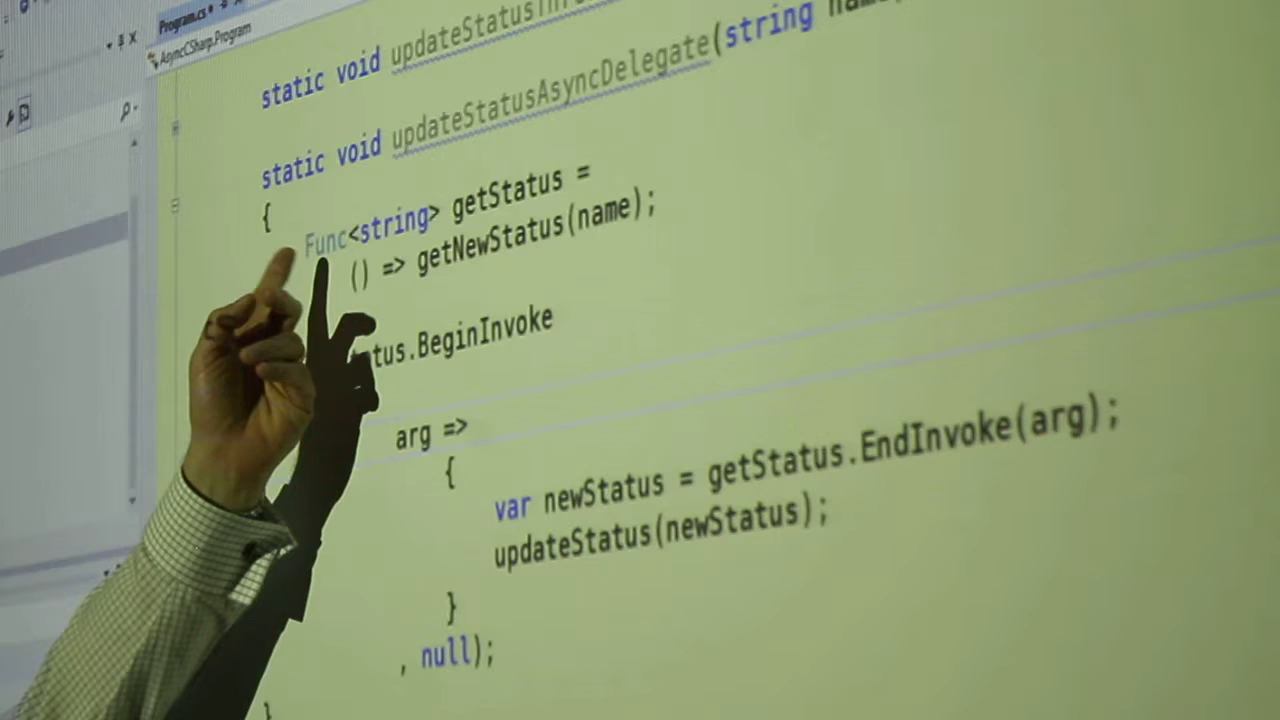 Program.cs
AsyncCSharp.Program
static void
static void updateStatusAsyncDelegate(string
{
Func<string> getStatus =
() => getNewStatus(name);
tus.BeginInvoke
arg =>
{
var newStatus = getStatus.EndInvoke(arg);
updateStatus(newStatus);
}
, null);
}